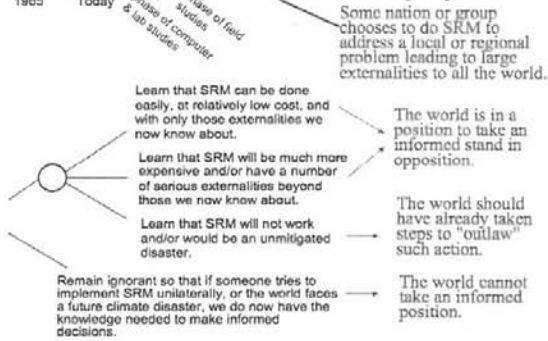 1965
Today
Phase of computer
& lab studies
Phase of field
studies
Some nation or group
chooses to do SRM to
address a local or regional
problem leading to large
externalities to all the world.
Learn that SRM can be done
easily, at relatively low cost, and
with only those externalities we
now know about.
The world is in a
position to take an
informed stand in
opposition.
Learn that SRM will be much more
expensive and/or have a number
of serious externalities beyond
those we now know about.
Learn that SRM will not work
and/or would be an unmitigated
disaster.
The world should
have already taken
steps to "outlaw"
such action.
Remain ignorant so that if someone tries to
implement SRM unilaterally, or the world faces
a future climate disaster, we do now have the
knowledge needed to make informed
decisions.
The world cannot
take an informed
position.